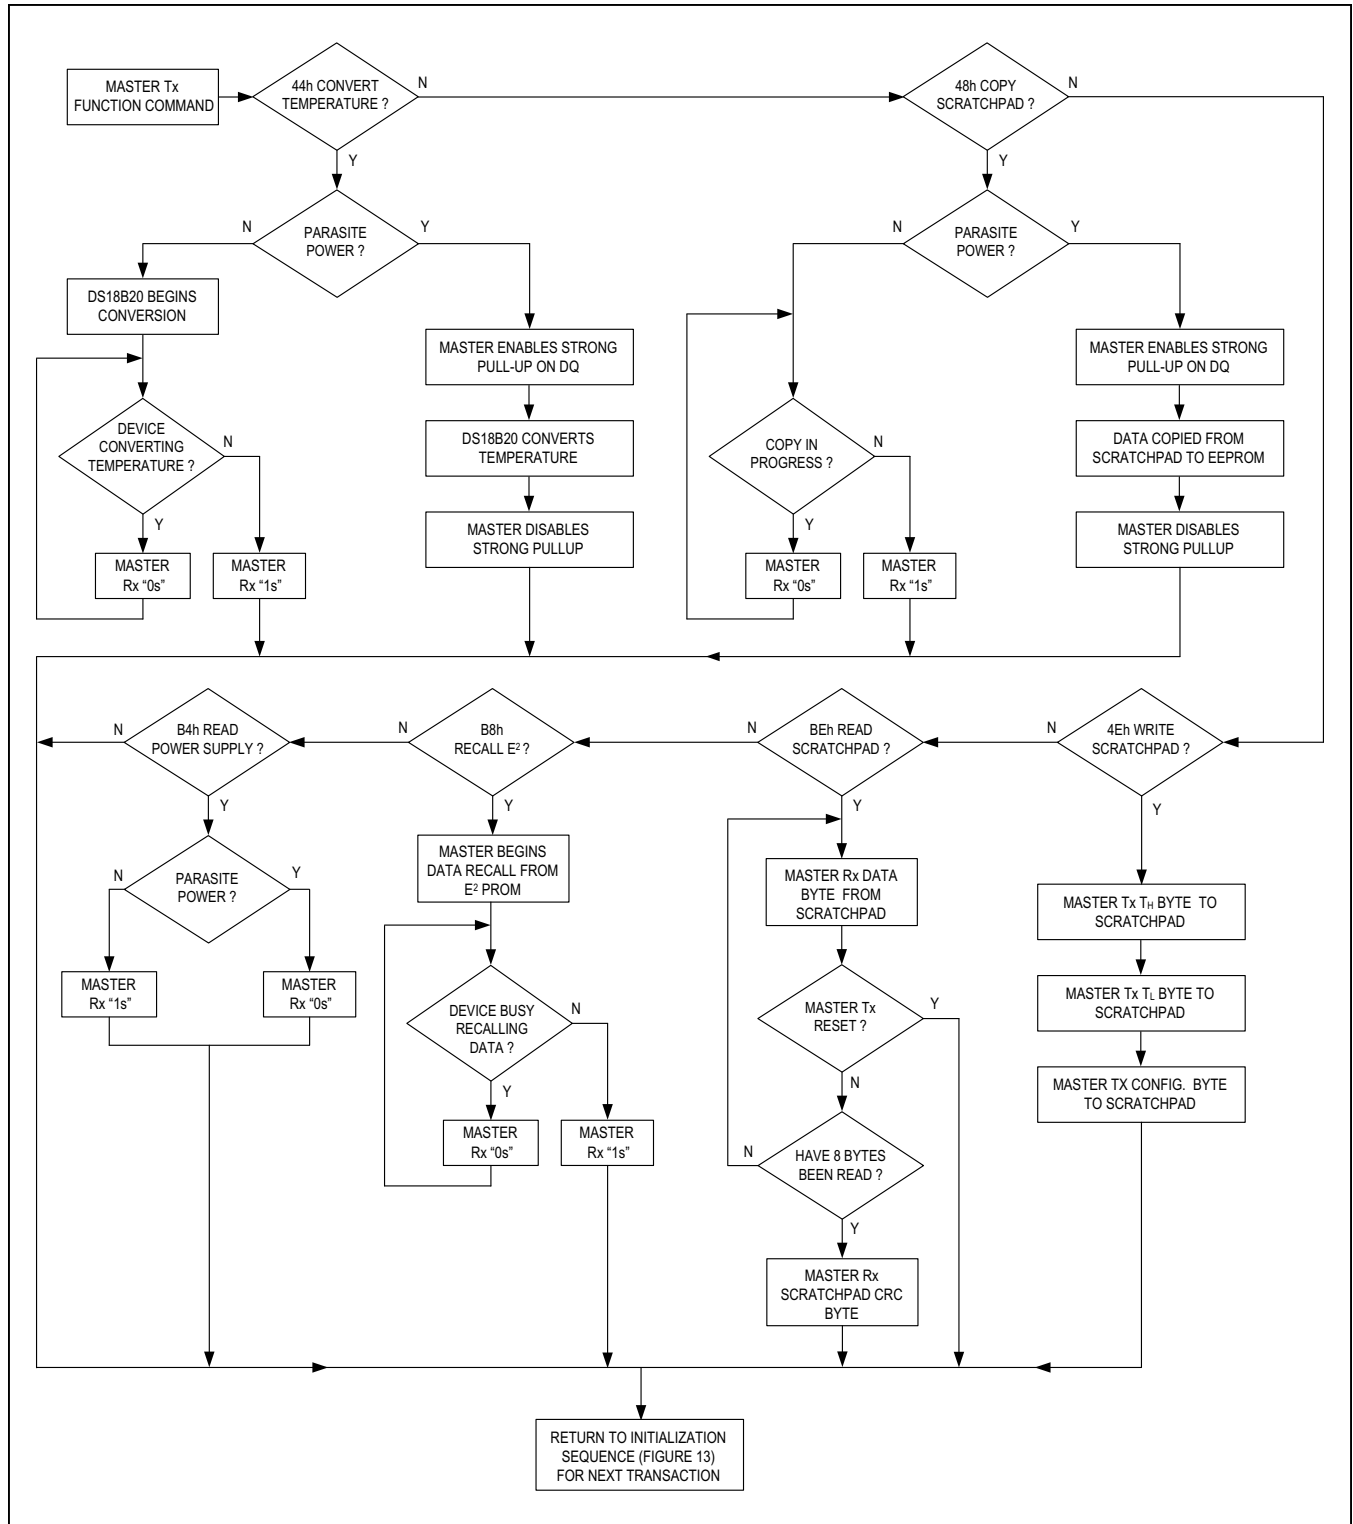 MASTER Tx
FUNCTION COMMAND
44h CONVERT
TEMPERATURE ?
N
Y
48h COPY
SCRATCHPAD ?
N
Y
PARASITE
POWER ?
N
Y
PARASITE
POWER ?
N
Y
DS18B20 BEGINS
CONVERSION
MASTER ENABLES STRONG
PULL-UP ON DQ
MASTER ENABLES STRONG
PULL-UP ON DQ
DEVICE
CONVERTING
TEMPERATURE ?
N
Y
DS18B20 CONVERTS
TEMPERATURE
COPY IN
PROGRESS ?
N
Y
DATA COPIED FROM
SCRATCHPAD TO EEPROM
MASTER DISABLES
STRONG PULLUP
MASTER DISABLES
STRONG PULLUP
MASTER
Rx “0s”
MASTER
Rx “1s”
MASTER
Rx “0s”
MASTER
Rx “1s”
B4h READ
POWER SUPPLY ?
N
Y
B8h
RECALL E² ?
N
Y
BEh READ
SCRATCHPAD ?
N
Y
4Eh WRITE
SCRATCHPAD ?
N
Y
PARASITE
POWER ?
N
Y
MASTER BEGINS
DATA RECALL FROM
E² PROM
MASTER Rx DATA
BYTE FROM
SCRATCHPAD
MASTER Tx TH BYTE TO
SCRATCHPAD
MASTER
Rx “1s”
MASTER
Rx “0s”
DEVICE BUSY
RECALLING
DATA ?
N
Y
MASTER Tx
RESET ?
Y
N
MASTER Tx TL BYTE TO
SCRATCHPAD
MASTER TX CONFIG. BYTE
TO SCRATCHPAD
MASTER
Rx “0s”
MASTER
Rx “1s”
HAVE 8 BYTES
BEEN READ ?
N
Y
MASTER Rx
SCRATCHPAD CRC
BYTE
RETURN TO INITIALIZATION
SEQUENCE (FIGURE 13)
FOR NEXT TRANSACTION